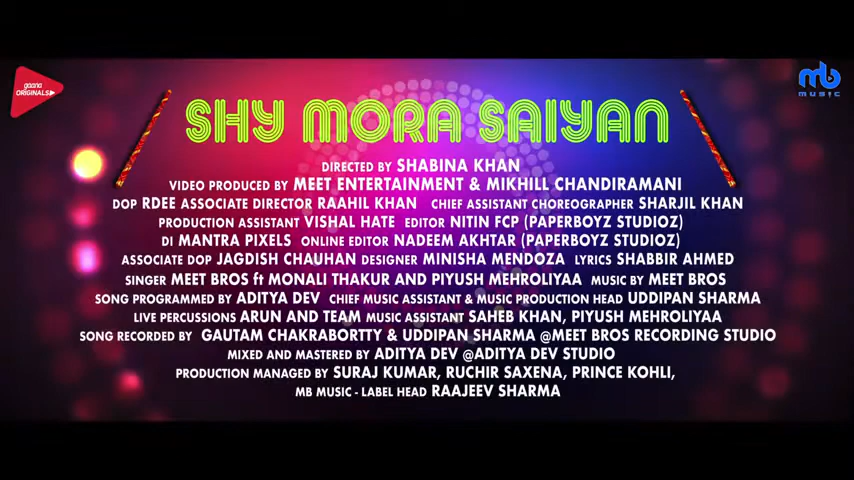 gaana
ORIGINALS
mb
MUSIC
SHY MORA SAIYAN
DIRECTED BY SHABINA KHAN
VIDEO PRODUCED BY MEET ENTERTAINMENT & MIKHILL CHANDIRAMANI
DOP RDEE ASSOCIATE DIRECTOR RAAHIL KHAN CHIEF ASSISTANT CHOREOGRAPHER SHARJIL KHAN
PRODUCTION ASSISTANT VISHAL HATE EDITOR NITIN FCP (PAPERBOYZ STUDIOZ)
DI MANTRA PIXELS ONLINE EDITOR NADEEM AKHTAR (PAPERBOYZ STUDIOZ)
ASSOCIATE DOP JAGDISH CHAUHAN DESIGNER MINISHA MENDOZA LYRICS SHABBIR AHMED
SINGER MEET BROS ft MONALI THAKUR AND PIYUSH MEHROLIYAA MUSIC BY MEET BROS
SONG PROGRAMMED BY ADITYA DEV CHIEF MUSIC ASSISTANT & MUSIC PRODUCTION HEAD UDDIPAN SHARMA
LIVE PERCUSSIONS ARUN AND TEAM MUSIC ASSISTANT SAHEB KHAN, PIYUSH MEHROLIYAA
SONG RECORDED BY GAUTAM CHAKRABORTTY & UDDIPAN SHARMA @MEET BROS RECORDING STUDIO
MIXED AND MASTERED BY ADITYA DEV @ADITYA DEV STUDIO
PRODUCTION MANAGED BY SURAJ KUMAR, RUCHIR SAXENA, PRINCE KOHLI,
MB MUSIC - LABEL HEAD RAAJEEV SHARMA